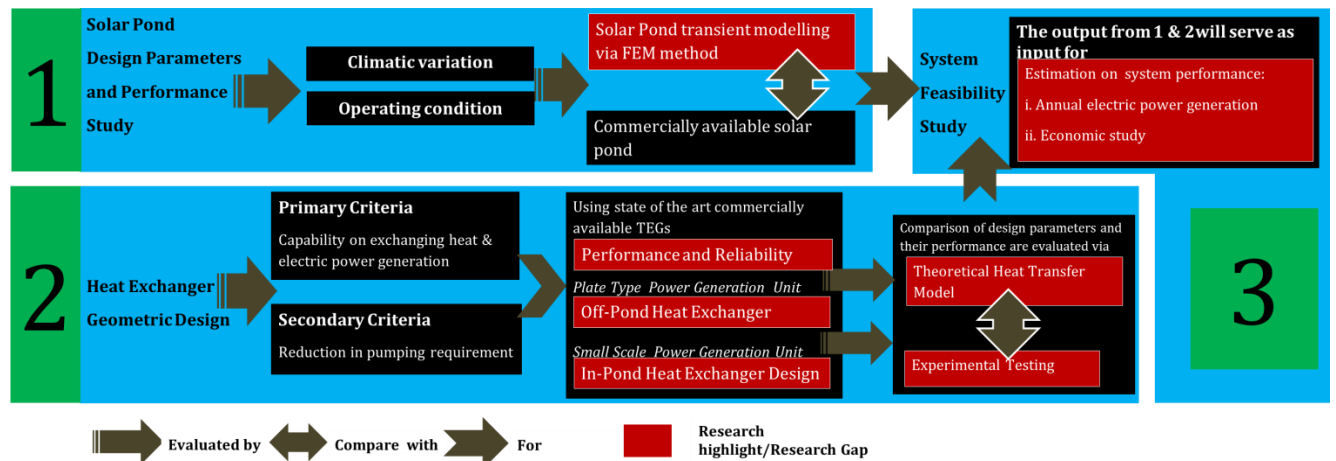 1
Solar Pond
Design Parameters
and Performance
Study
Climatic variation
Operating condition
Solar Pond transient modelling
via FEM method
Commercially available solar
pond
System
Feasibility
Study
The output from 1 & 2will serve as
input for
Estimation on system performance:
i. Annual electric power generation
ii. Economic study
2
Heat Exchanger
Geometric Design
Primary Criteria
Capability on exchanging heat &
electric power generation
Secondary Criteria
Reduction in pumping requirement
Using state of the art commercially
available TEGs
Performance and Reliability
Plate Type Power Generation Unit
Off-Pond Heat Exchanger
Small Scale Power Generation Unit
In-Pond Heat Exchanger Design
Comparison of design parameters and
their performance are evaluated via
Theoretical Heat Transfer
Model
Experimental Testing
3
Evaluated by
Compare with
For
Research
highlight/Research Gap